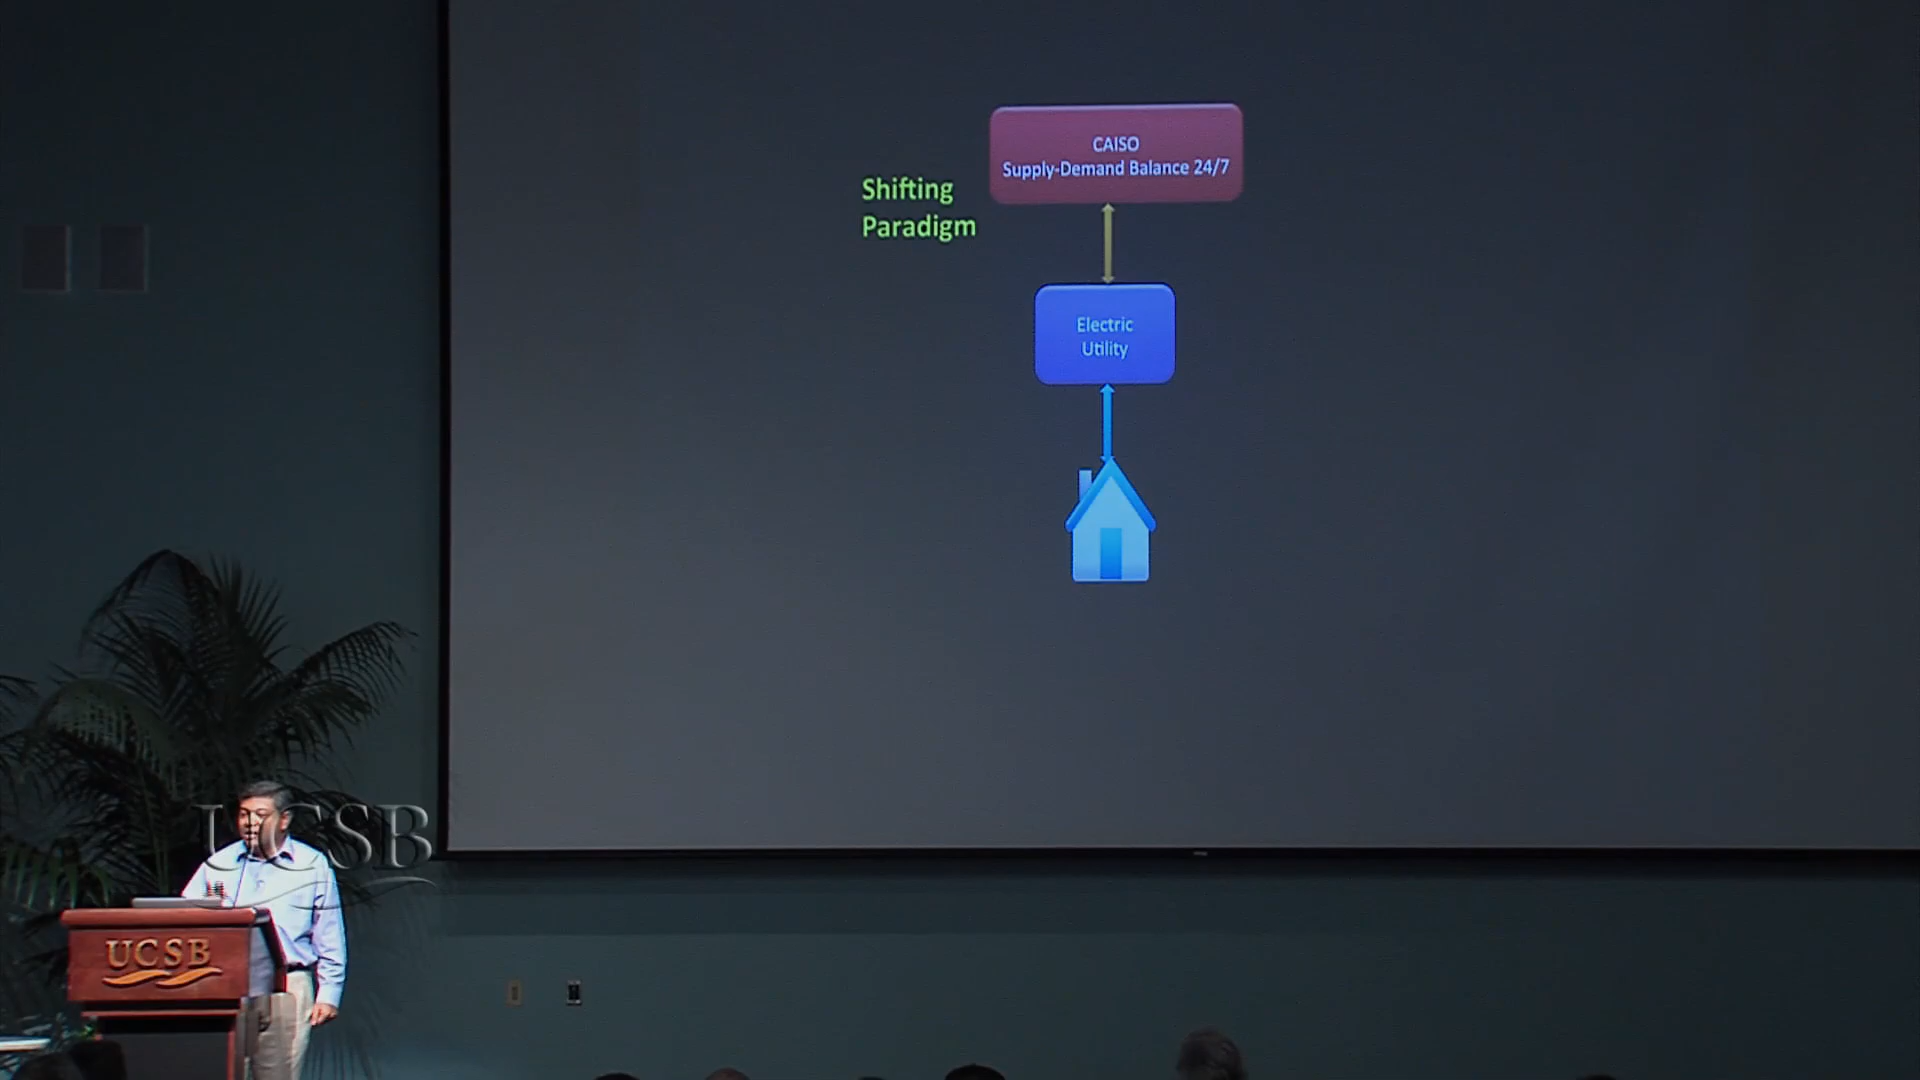 CAISO
Supply-Demand Balance 24/7
Shifting
Paradigm
Electric
Utility
UCSB
UCSB